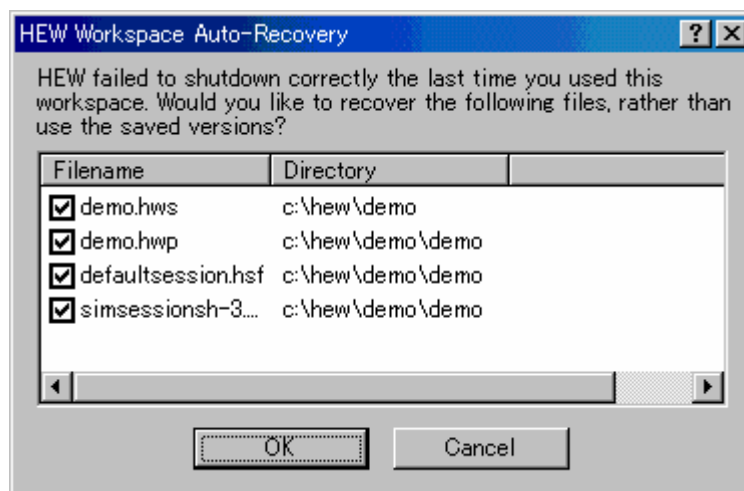 HEW Workspace Auto-Recovery
HEW failed to shutdown correctly the last time you used this
workspace. Would you like to recover the following files, rather than
use the saved versions?
Filename Directory
demo.hws c:\hew\demo
demo.hwp c:\hew\demo\demo
defaultsession.hsf c:\hew\demo\demo
simsessionsh-3.... c:\hew\demo\demo
OK Cancel